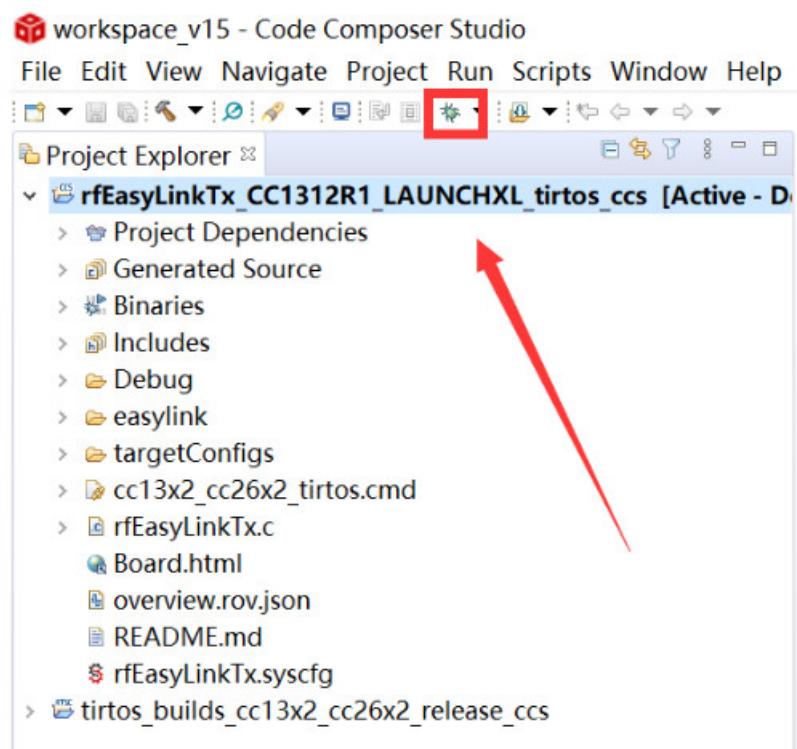 workspace_v15 - Code Composer Studio
File Edit View Navigate Project Run Scripts Window Help
Project Explorer
rfEasyLinkTx_CC1312R1_LAUNCHXL_tirtos_ccs [Active - D
Project Dependencies
Generated Source
Binaries
Includes
Debug
easylink
targetConfigs
cc13x2_cc26x2_tirtos.cmd
rfEasyLinkTx.c
Board.html
overview.rov.json
README.md
rfEasyLinkTx.syscfg
tirtos_builds_cc13x2_cc26x2_release_ccs